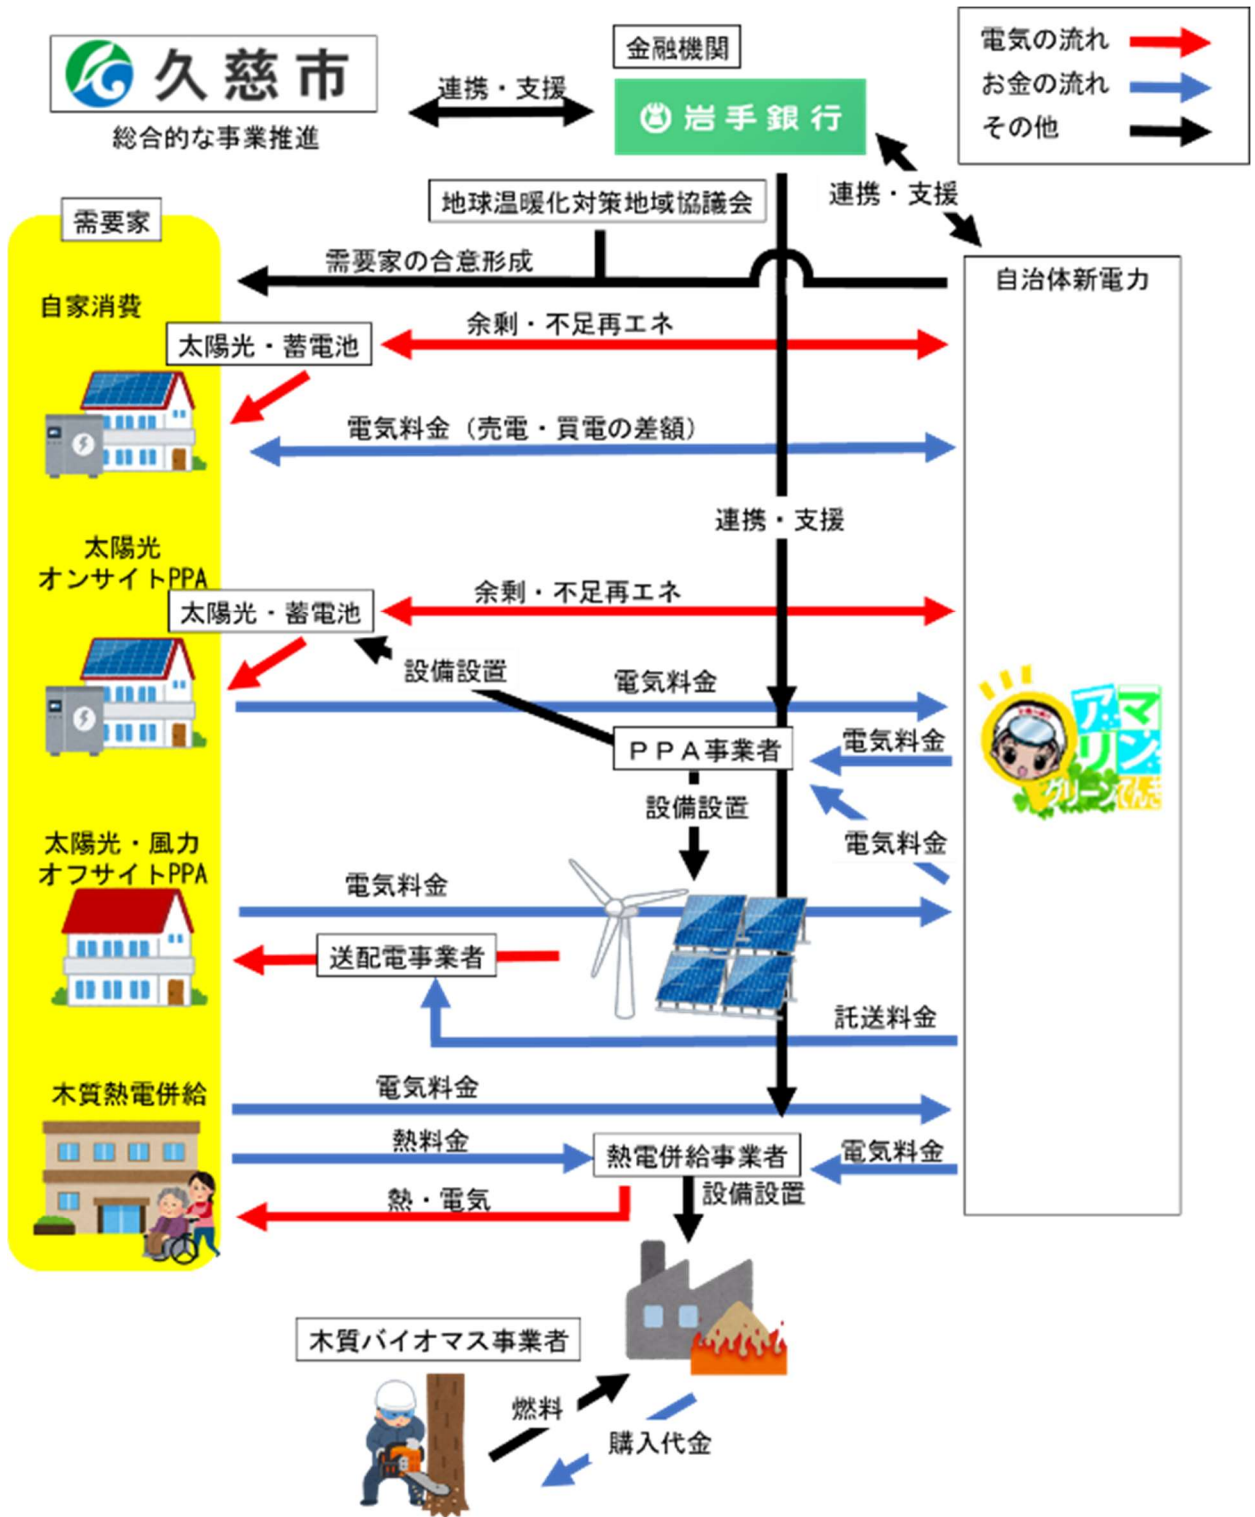 久慈市
総合的な事業推進
連携・支援
金融機関
岩手銀行
電気の流れ
お金の流れ
その他
連携・支援
地球温暖化対策地域協議会
需要家
需要家の合意形成
自治体新電力
自家消費
太陽光・蓄電池
余剰・不足再エネ
電気料金（売電・買電の差額）
連携・支援
太陽光
オンサイトPPA
太陽光・蓄電池
余剰・不足再エネ
設備設置
電気料金
ＰＰＡ事業者
電気料金
アマリン
グリーンでんき
設備設置
電気料金
太陽光・風力
オフサイトPPA
電気料金
送配電事業者
託送料金
木質熱電併給
電気料金
熱料金
熱電併給事業者
電気料金
熱・電気
設備設置
木質バイオマス事業者
燃料
購入代金